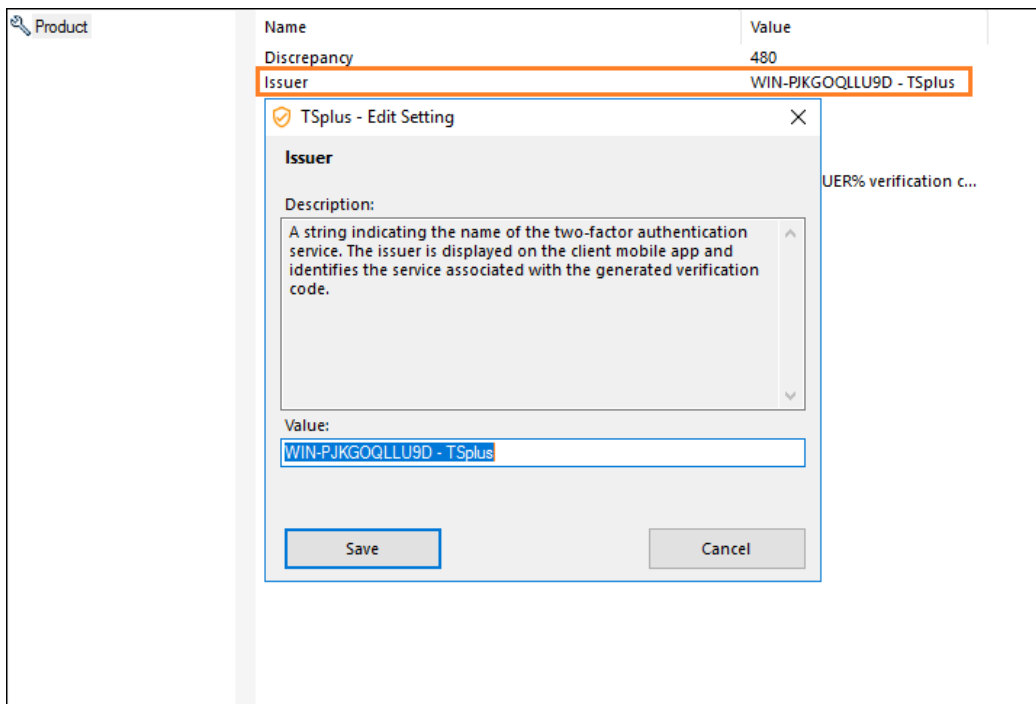 Product
Name Value
Discrepancy 480
Issuer WIN-PJKGOQLLU9D - TSplus
TSplus - Edit Setting
Issuer
UER% verification c...
Description:
A string indicating the name of the two-factor authentication
service. The issuer is displayed on the client mobile app and
identifies the service associated with the generated verification
code.
Value:
WIN-PJKGOQLLU9D - TSplus
Save Cancel